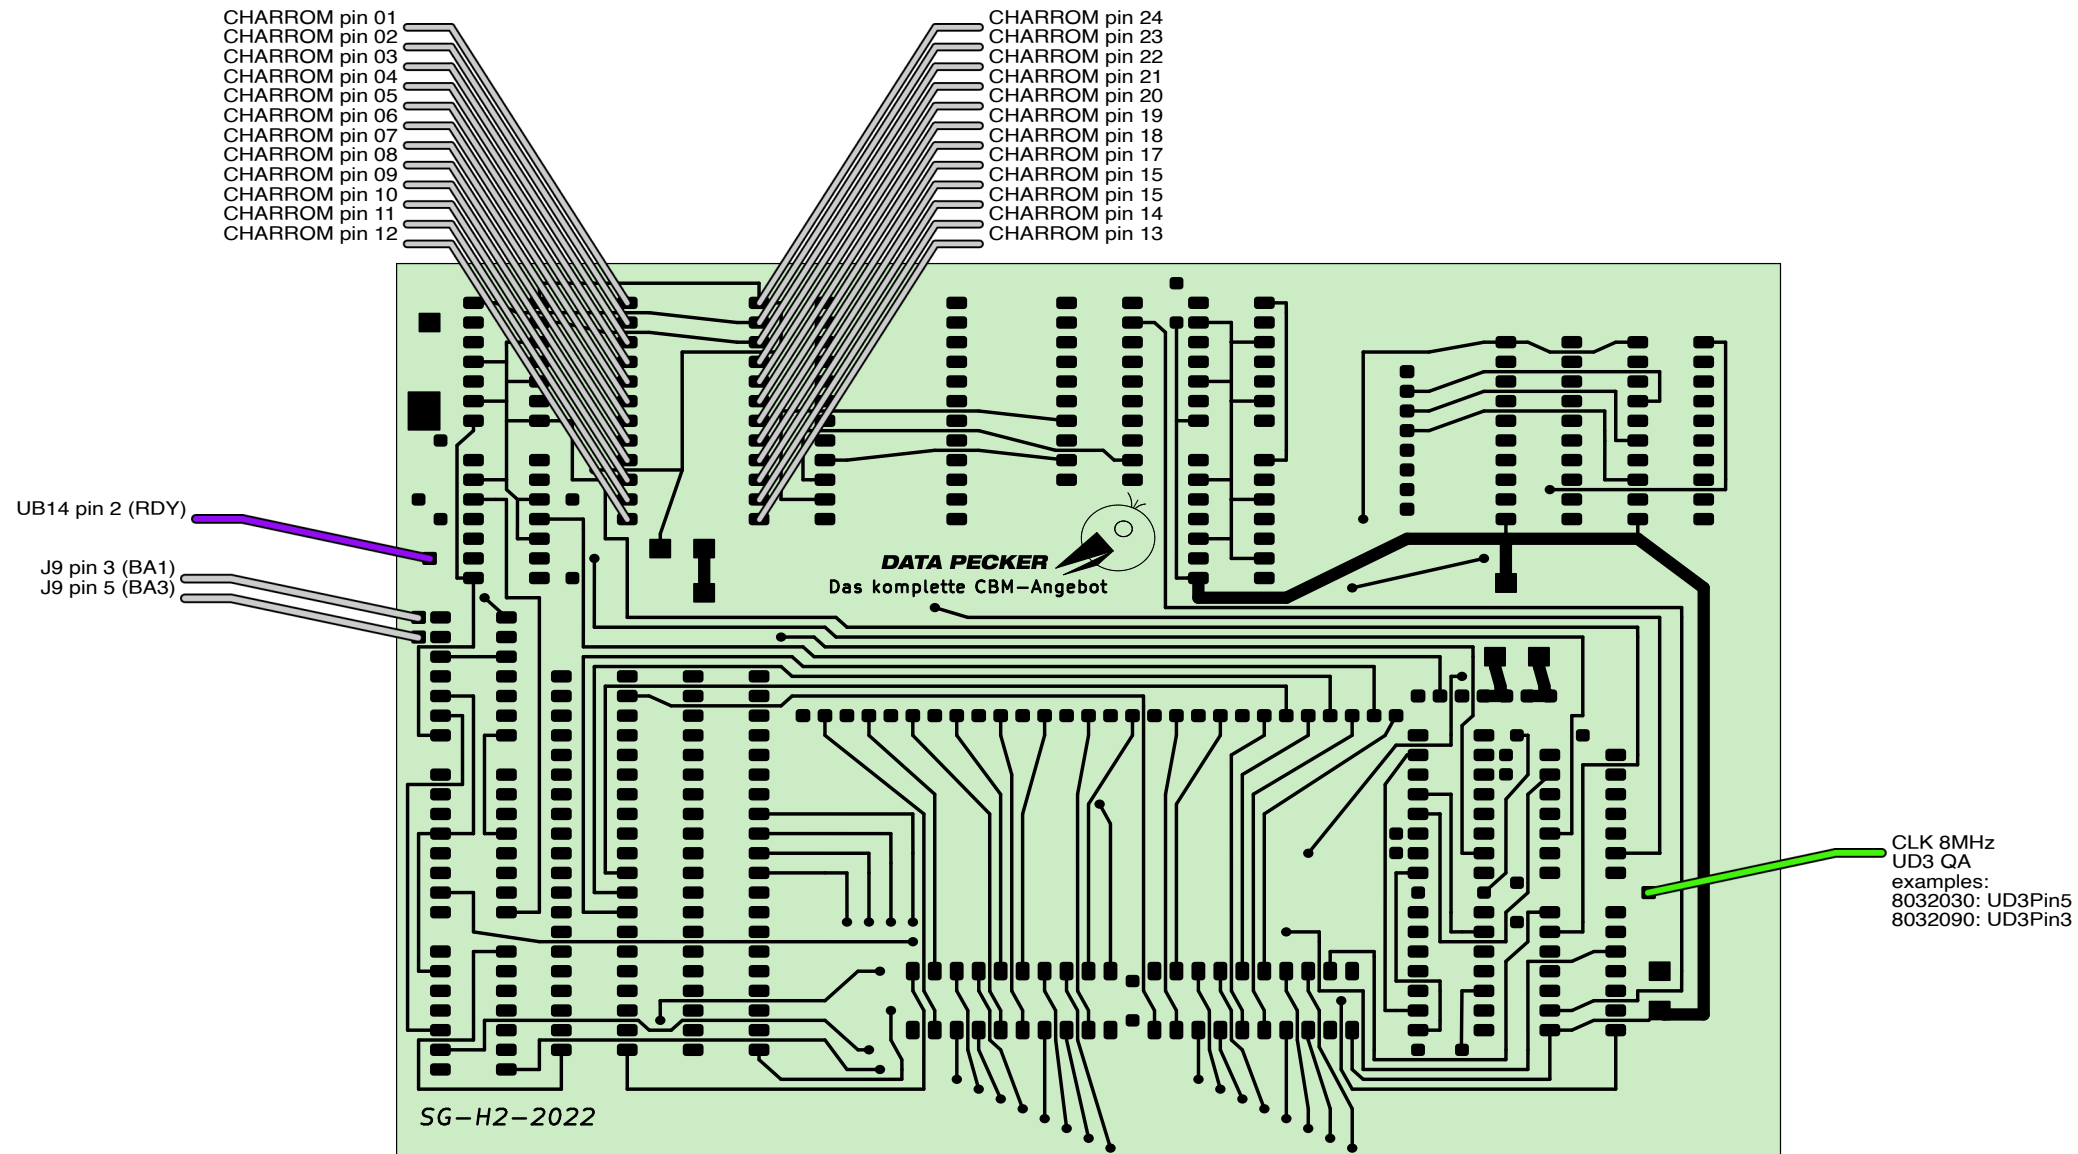 CHARROM pin 01
CHARROM pin 02
CHARROM pin 03
CHARROM pin 04
CHARROM pin 05
CHARROM pin 06
CHARROM pin 07
CHARROM pin 08
CHARROM pin 09
CHARROM pin 10
CHARROM pin 11
CHARROM pin 12
CHARROM pin 24
CHARROM pin 23
CHARROM pin 22
CHARROM pin 21
CHARROM pin 20
CHARROM pin 19
CHARROM pin 18
CHARROM pin 17
CHARROM pin 15
CHARROM pin 15
CHARROM pin 14
CHARROM pin 13
UB14 pin 2 (RDY)
J9 pin 3 (BA1)
J9 pin 5 (BA3)
DATA PECKER
Das komplette CBM-Angebot
CLK 8MHz
UD3 QA
examples:
8032030: UD3Pin5
8032090: UD3Pin3
SG-H2-2022